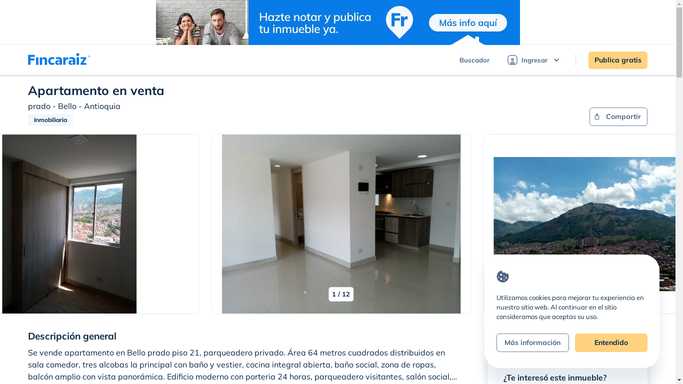 Hazte notar y publica
tu inmueble ya.
Fr
Más info aquí
Fincaraiz
Buscador
Ingresar
Publica gratis
Apartamento en venta
prado - Bello - Antioquia
Inmobiliaria
Compartir
1 / 12
Utilizamos cookies para mejorar tu experiencia en
nuestro sitio web. Al continuar en el sitio
consideramos que aceptas su uso.
Más información
Entendido
Descripción general
Se vende apartamento en Bello prado piso 21, parqueadero privado. Área 64 metros cuadrados distribuidos en
sala comedor, tres alcobas la principal con baño y vestier, cocina integral abierta, baño social, zona de ropas,
balcón amplio con vista panorámica. Edificio moderno con porteria 24 horas, parqueadero visitantes, salón social,...
¿Te interesó este inmueble?